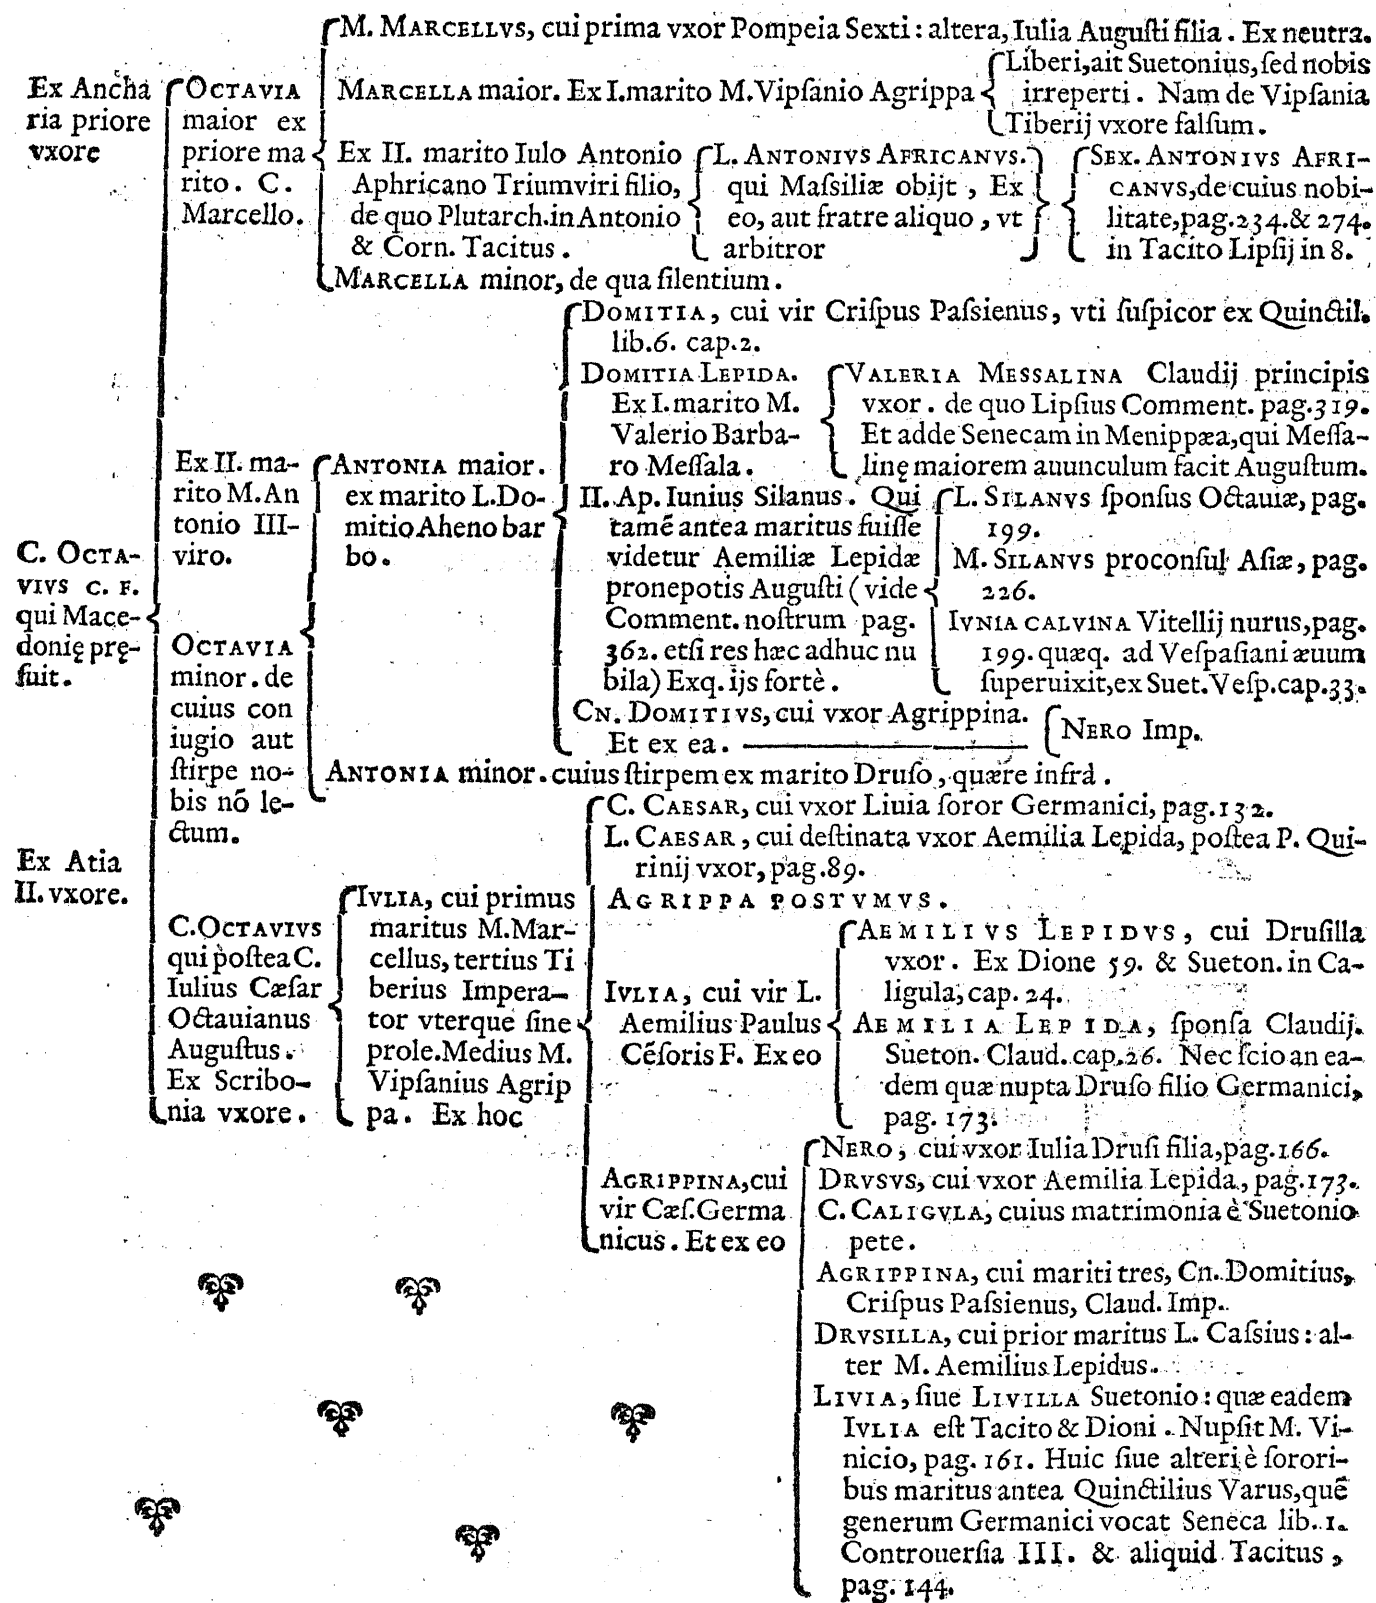 M. MARCELLVS, cui prima vxor Pompeia Sexti: altera, Iulia Auguſti filia. Ex neutra.
Ex Ancha
ria priore
vxore
OCTAVIA
maior ex
priore ma
rito. C.
Marcello.
MARCELLA maior. Ex I. marito M. Vipſanio Agrippa
Liberi, ait Suetonius, ſed nobis
irreperti. Nam de Vipſania
Tiberij vxore falſum.
Ex II. marito Iulo Antonio
Aphricano Triumviri filio,
de quo Plutarch. in Antonio
& Corn. Tacitus.
L. ANTONIVS AFRICANVS.
qui Maſsiliæ obijt, Ex
eo, aut fratre aliquo, vt
arbitror
SEX. ANTONIVS AFRI-
CANVS, de cuius nobi-
litate, pag. 234. & 274.
in Tacito Lipſij in 8.
MARCELLA minor, de qua ſilentium.
C. OCTA-
VIVS C. F.
qui Mace-
donię prę-
fuit.
Ex II. ma-
rito M. An
tonio III-
viro.
ANTONIA maior.
ex marito L. Do-
mitio Aheno bar
bo.
DOMITIA, cui vir Criſpus Paſsienus, vti ſuſpicor ex Quinctil.
lib. 6. cap. 2.
DOMITIA LEPIDA.
Ex I. marito M.
Valerio Barba-
ro Meſſala.
VALERIA MESSALINA Claudij principis
vxor. de quo Lipſius Comment. pag. 319.
Et adde Senecam in Menippæa, qui Meſſa-
linę maiorem auunculum facit Auguſtum.
II. Ap. Iunius Silanus. Qui
tamẽ antea maritus fuiſſe
videtur Aemiliæ Lepidæ
pronepotis Auguſti (vide
Comment. noſtrum pag.
362. etſi res hæc adhuc nu
bila) Exq. ijs fortè.
L. SILANVS ſponſus Octauiæ, pag.
199.
M. SILANVS proconſul Aſiæ, pag.
226.
IVNIA CALVINA Vitellij nurus, pag.
199. quæq. ad Veſpaſiani æuum
ſuperuixit, ex Suet. Veſp. cap. 33.
CN. DOMITIVS, cui vxor Agrippina.
Et ex ea.
NERO Imp.
OCTAVIA
minor. de
cuius con
iugio aut
ſtirpe no-
bis nõ le-
ctum.
ANTONIA minor. cuius ſtirpem ex marito Druſo, quære infrà.
Ex Atia
II. vxore.
C. OCTAVIVS
qui poſtea C.
Iulius Cæſar
Octauianus
Auguſtus.
Ex Scribo-
nia vxore.
IVLIA, cui primus
maritus M. Mar-
cellus, tertius Ti
berius Impera-
tor vterque ſine
prole. Medius M.
Vipſanius Agrip
pa. Ex hoc
C. CAESAR, cui vxor Liuia ſoror Germanici, pag. 132.
L. CAESAR, cui deſtinata vxor Aemilia Lepida, poſtea P. Qui-
rinij vxor, pag. 89.
AGRIPPA POSTVMVS.
IVLIA, cui vir L.
Aemilius Paulus
Cẽſoris F. Ex eo
AEMILIVS LEPIDVS, cui Druſilla
vxor. Ex Dione 59. & Sueton. in Ca-
ligula, cap. 24.
AEMILIA LEPIDA, ſponſa Claudij.
Sueton. Claud. cap. 26. Nec ſcio an ea-
dem quæ nupta Druſo filio Germanici,
pag. 173.
AGRIPPINA, cui
vir Cæſ. Germa
nicus. Et ex eo
NERO, cui vxor Iulia Druſi filia, pag. 166.
DRVSVS, cui vxor Aemilia Lepida, pag. 173.
C. CALIGVLA, cuius matrimonia è Suetonio
pete.
AGRIPPINA, cui mariti tres, Cn. Domitius,
Criſpus Paſsienus, Claud. Imp.
DRVSILLA, cui prior maritus L. Caſsius: al-
ter M. Aemilius Lepidus.
LIVIA, ſiue LIVILLA Suetonio: quæ eadem
IVLIA eſt Tacito & Dioni. Nupſit M. Vi-
nicio, pag. 161. Huic ſiue alteri è ſorori-
bus maritus antea Quinctilius Varus, quẽ
generum Germanici vocat Seneca lib. 1.
Controuerſia III. & aliquid Tacitus,
pag. 144.